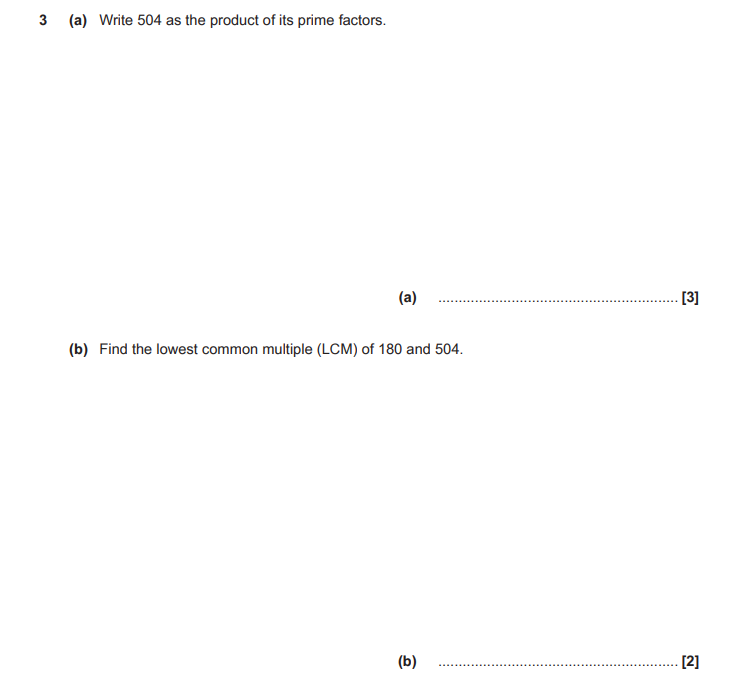 3 (a) Write 504 as the product of its prime factors.
(a) ............................................................ [3]
(b) Find the lowest common multiple (LCM) of 180 and 504.
(b) ............................................................ [2]